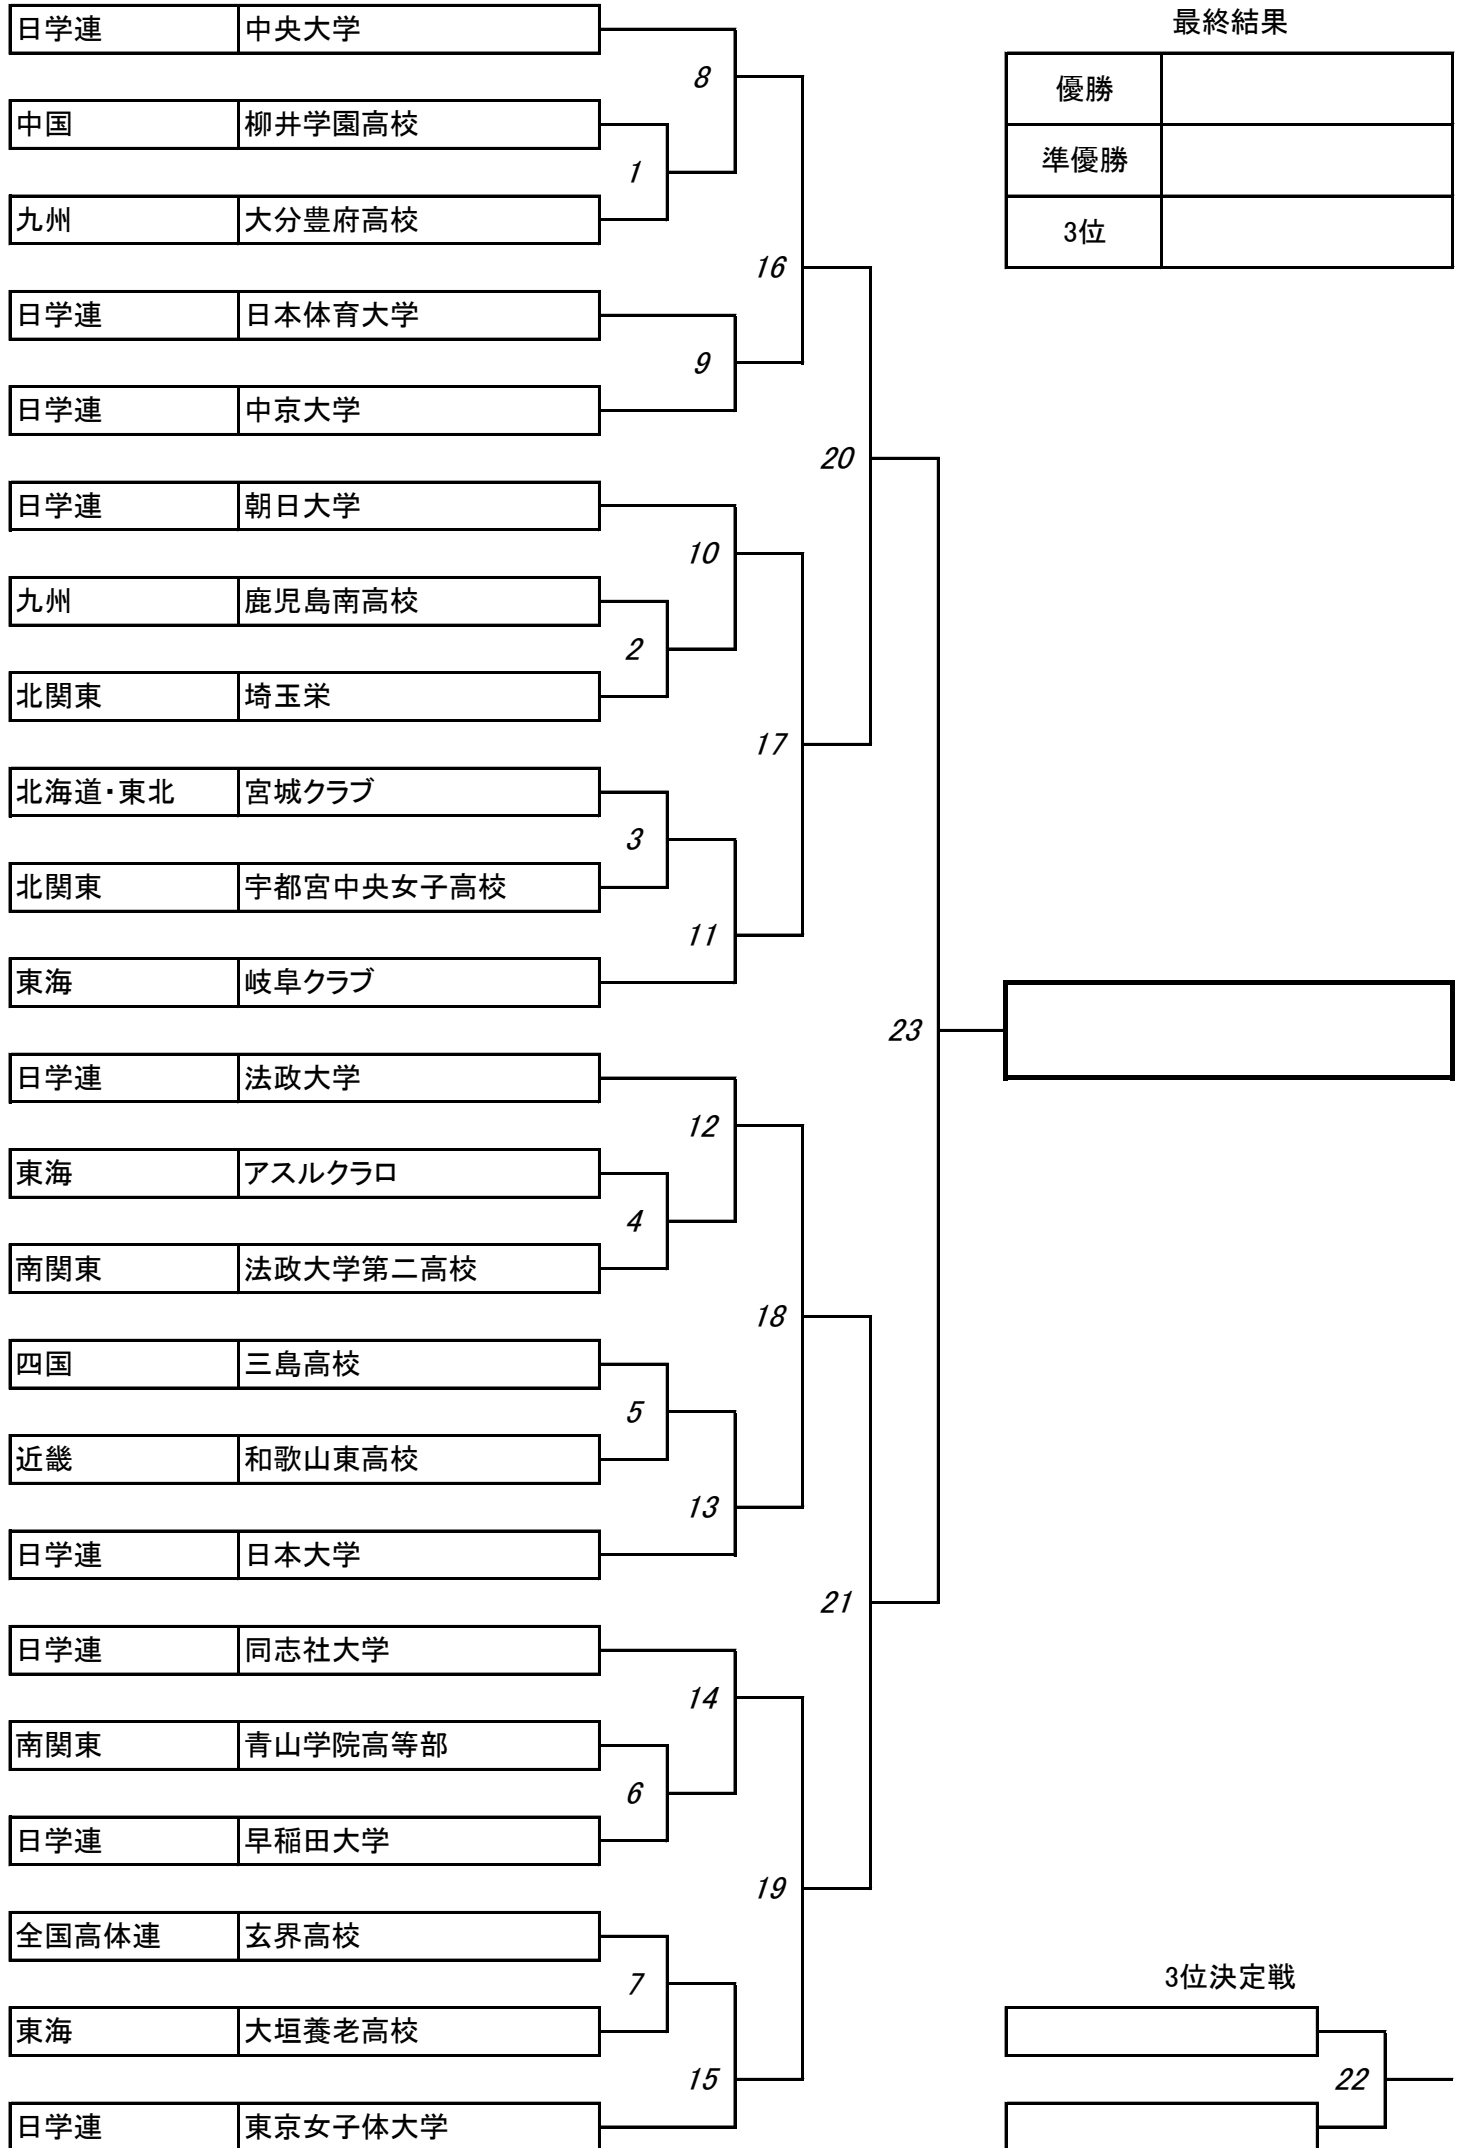 日学連 中央大学
最終結果
8
優勝
中国 柳井学園高校
準優勝
1
九州 大分豊府高校
3位
16
日学連 日本体育大学
9
日学連 中京大学
20
日学連 朝日大学
10
九州 鹿児島南高校
2
北関東 埼玉栄
17
北海道・東北 宮城クラブ
3
北関東 宇都宮中央女子高校
11
東海 岐阜クラブ
23
日学連 法政大学
12
東海 アスルクラロ
4
南関東 法政大学第二高校
18
四国 三島高校
5
近畿 和歌山東高校
13
日学連 日本大学
21
日学連 同志社大学
14
南関東 青山学院高等部
6
日学連 早稲田大学
19
全国高体連 玄界高校
7
3位決定戦
東海 大垣養老高校
15
22
日学連 東京女子体大学